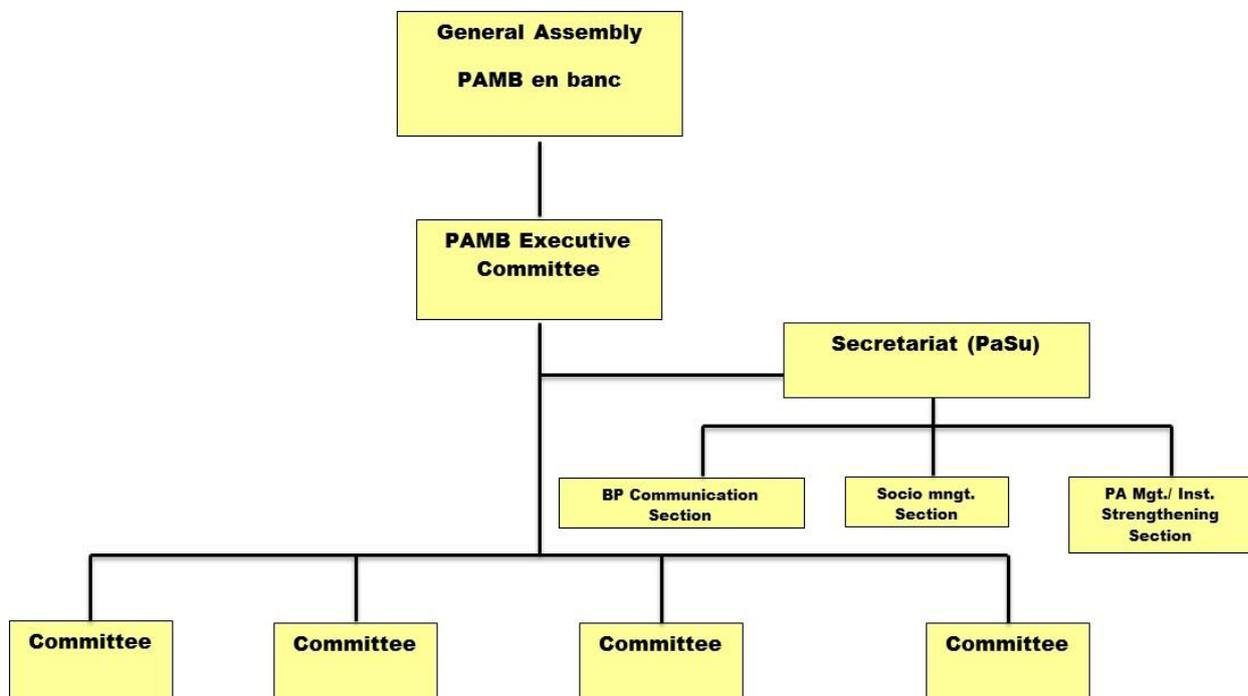 General Assembly
PAMB en banc
PAMB Executive
Committee
Secretariat (PaSu)
BP Communication
Section
Socio mngt.
Section
PA Mgt./ Inst.
Strengthening
Section
Committee
Committee
Committee
Committee